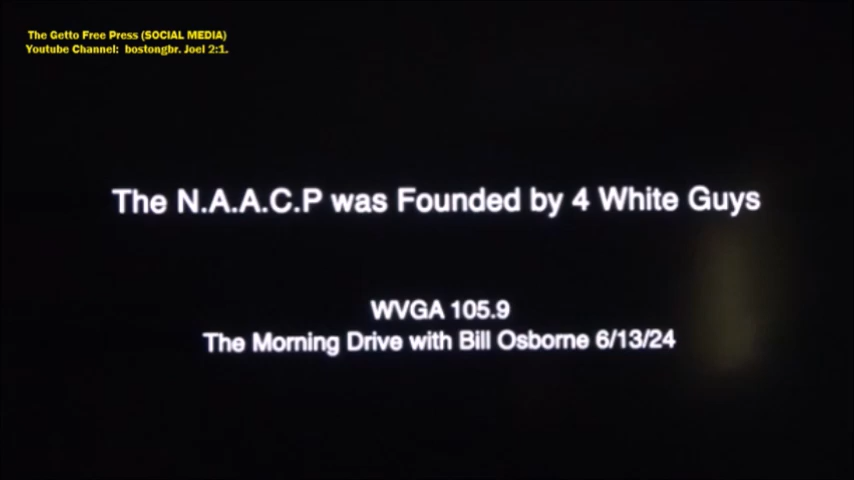 The Getto Free Press (SOCIAL MEDIA)
Youtube Channel: bostongbr. Joel 2:1.
The N.A.A.C.P was Founded by 4 White Guys
WVGA 105.9
The Morning Drive with Bill Osborne 6/13/24